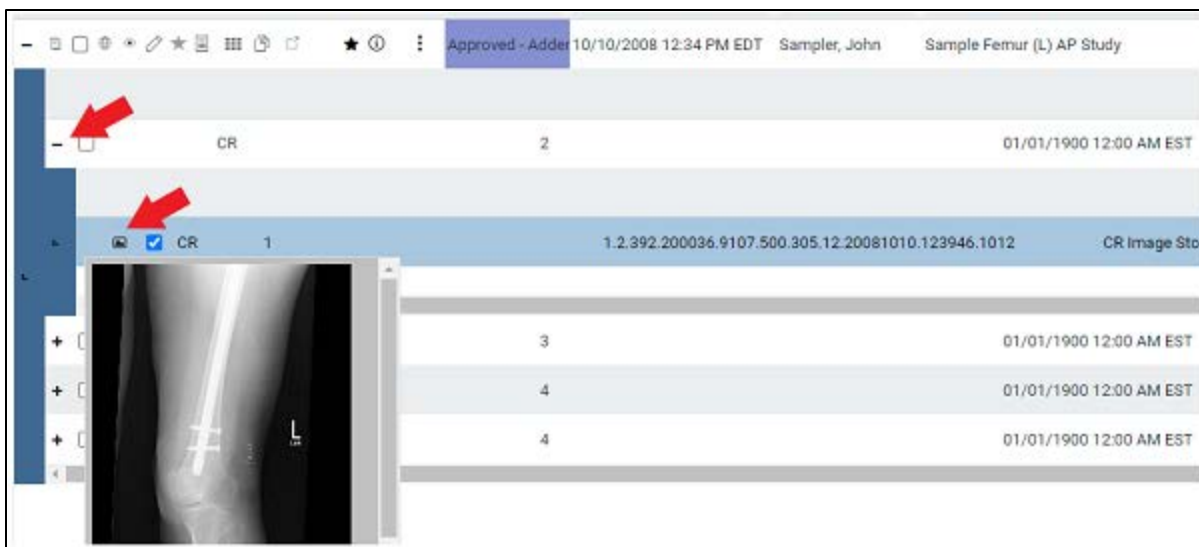 Approved - Adder 10/10/2008 12:34 PM EDT Sampler, John Sample Femur (L) AP Study
CR 2 01/01/1900 12:00 AM EST
CR 1 1.2.392.200036.9107.500.305.12.20081010.123946.1012 CR Image Sto
L
3 01/01/1900 12:00 AM EST
4 01/01/1900 12:00 AM EST
4 01/01/1900 12:00 AM EST